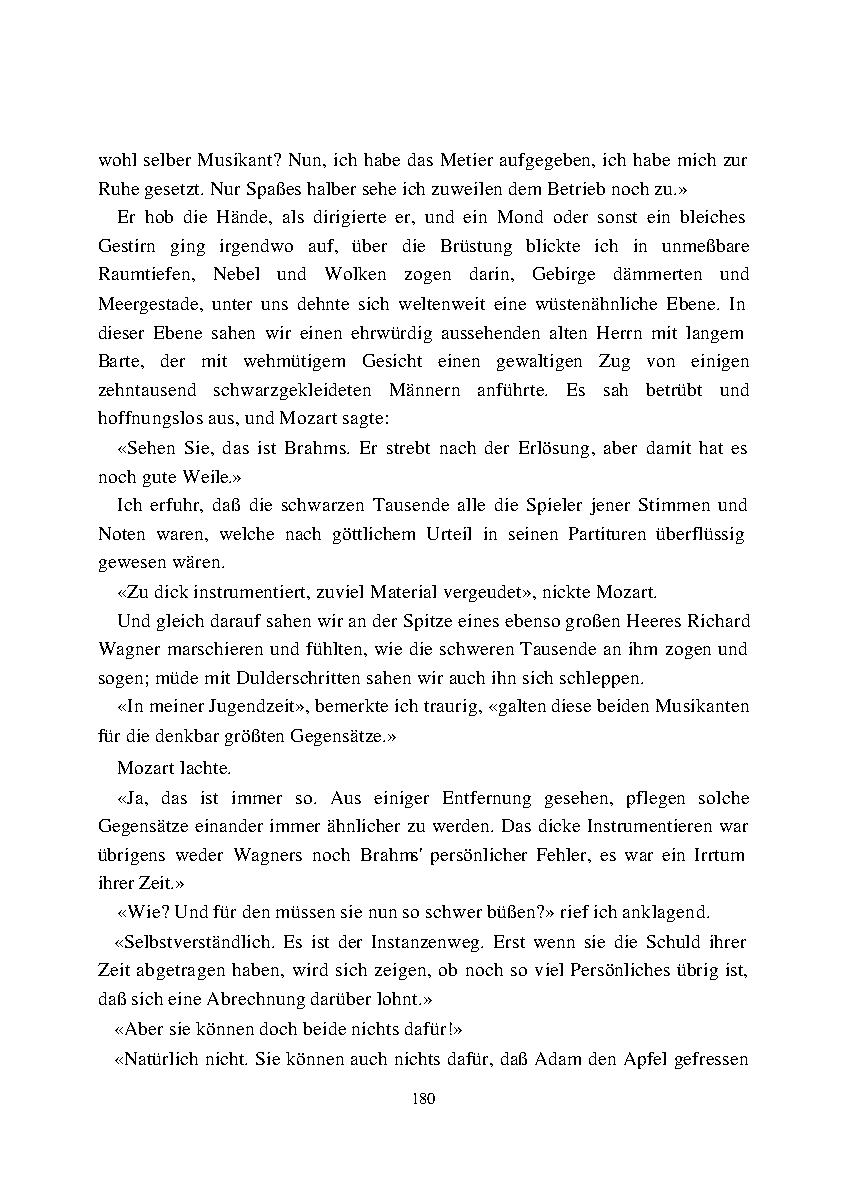 wohl selber Musikant? Nun, ich habe das Metier aufgegeben, ich habe mich zur
Ruhe gesetzt. Nur Spaßes halber sehe ich zuweilen dem Betrieb noch zu.»
Er hob die Hände, als dirigierte er, und ein Mond oder sonst ein bleiches
Gestirn ging irgendwo auf, über die Brüstung blickte ich in unmeßbare
Raumtiefen, Nebel und Wolken zogen darin, Gebirge dämmerten und
Meergestade, unter uns dehnte sich weltenweit eine wüstenähnliche Ebene. In
dieser Ebene sahen wir einen ehrwürdig aussehenden alten Herrn mit langem
Barte, der mit wehmütigem Gesicht einen gewaltigen Zug von einigen
zehntausend schwarzgekleideten Männern anführte. Es sah betrübt und
hoffnungslos aus, und Mozart sagte:
«Sehen Sie, das ist Brahms. Er strebt nach der Erlösung, aber damit hat es
noch gute Weile.»
Ich erfuhr, daß die schwarzen Tausende alle die Spieler jener Stimmen und
Noten waren, welche nach göttlichem Urteil in seinen Partituren überflüssig
gewesen wären.
«Zu dick instrumentiert, zuviel Material vergeudet», nickte Mozart.
Und gleich darauf sahen wir an der Spitze eines ebenso großen Heeres Richard
Wagner marschieren und fühlten, wie die schweren Tausende an ihm zogen und
sogen; müde mit Dulderschritten sahen wir auch ihn sich schleppen.
«In meiner Jugendzeit», bemerkte ich traurig, «galten diese beiden Musikanten
für die denkbar größten Gegensätze.»
Mozart lachte.
«Ja, das ist immer so. Aus einiger Entfernung gesehen, pflegen solche
Gegensätze einander immer ähnlicher zu werden. Das dicke Instrumentieren war
übrigens weder Wagners noch Brahms' persönlicher Fehler, es war ein Irrtum
ihrer Zeit.»
«Wie? Und für den müssen sie nun so schwer büßen?» rief ich anklagend.
«Selbstverständlich. Es ist der Instanzenweg. Erst wenn sie die Schuld ihrer
Zeit abgetragen haben, wird sich zeigen, ob noch so viel Persönliches übrig ist,
daß sich eine Abrechnung darüber lohnt.»
«Aber sie können doch beide nichts dafür!»
«Natürlich nicht. Sie können auch nichts dafür, daß Adam den Apfel gefressen
180